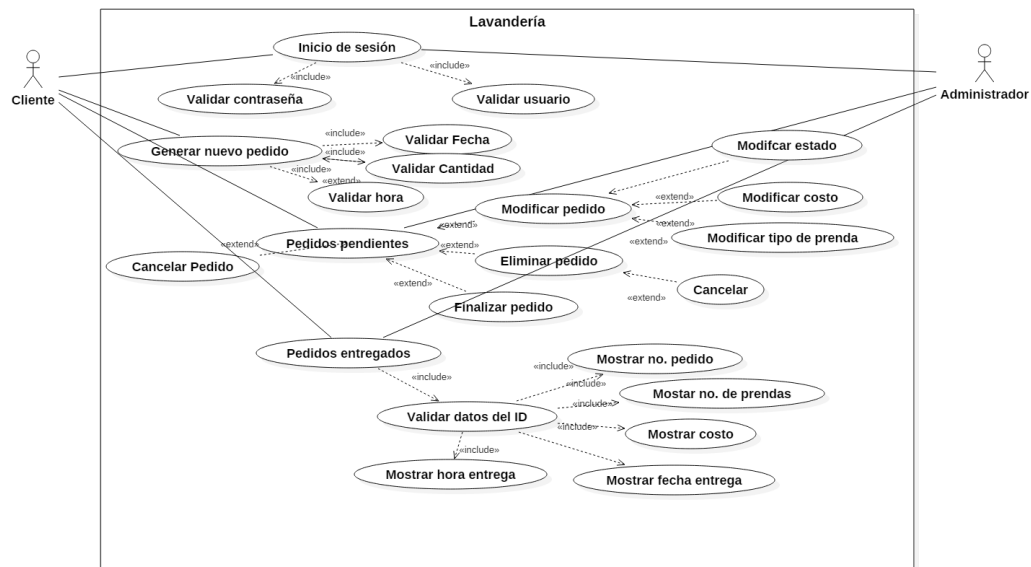 Lavandería
Inicio de sesión
«include»
«include»
Cliente
Administrador
Validar contraseña
Validar usuario
Generar nuevo pedido
«include»
Validar Fecha
«include»
Modifcar estado
Validar Cantidad
«include»
«extend»
Validar hora
Modificar pedido
«extend»
Modificar costo
«extend»
«extend»
Modificar tipo de prenda
«extend»
«extend»
Pedidos pendientes
«extend»
Cancelar Pedido
Eliminar pedido
«extend»
Cancelar
«extend»
Finalizar pedido
Pedidos entregados
Mostrar no. pedido
«include»
«include»
«include»
Mostar no. de prendas
«include»
Validar datos del ID
«include»
Mostrar costo
«include»
Mostrar hora entrega
Mostrar fecha entrega